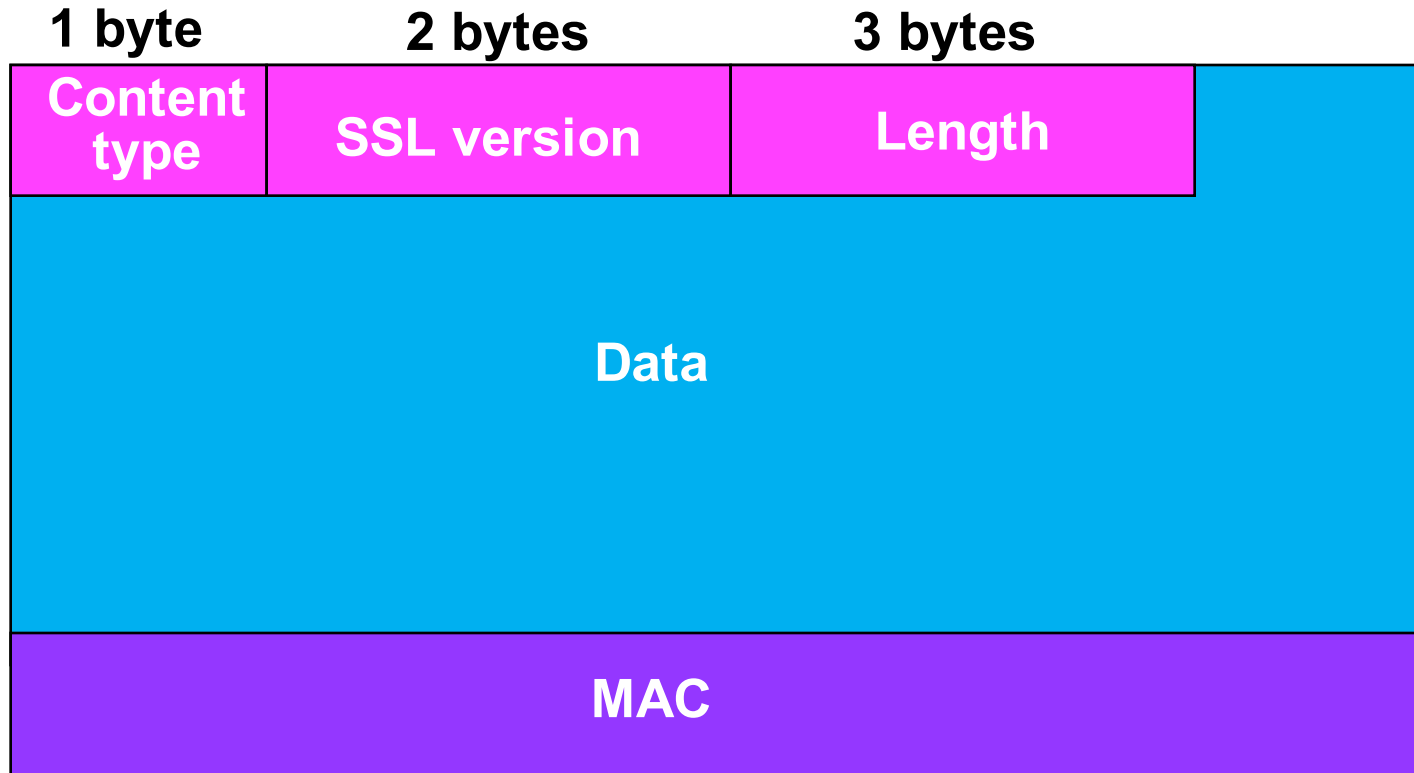 1 byte 2 bytes 3 bytes
Content
type
SSL version
Length
Data
MAC